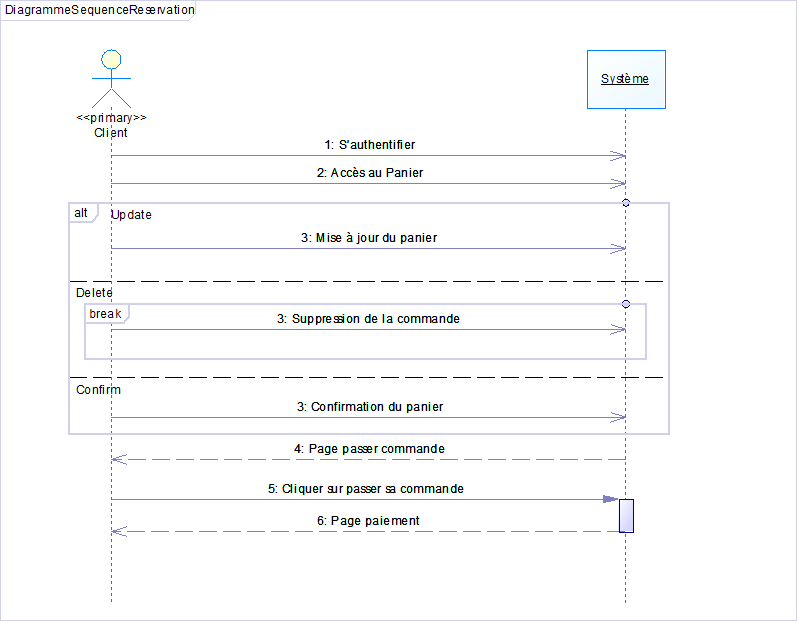 DiagrammeSequenceReservation
Système
<<primary>>
Client
1: S'authentifier
2: Accès au Panier
alt
Update
3: Mise à jour du panier
Delete
break
3: Suppression de la commande
Confirm
3: Confirmation du panier
4: Page passer commande
5: Cliquer sur passer sa commande
6: Page paiement